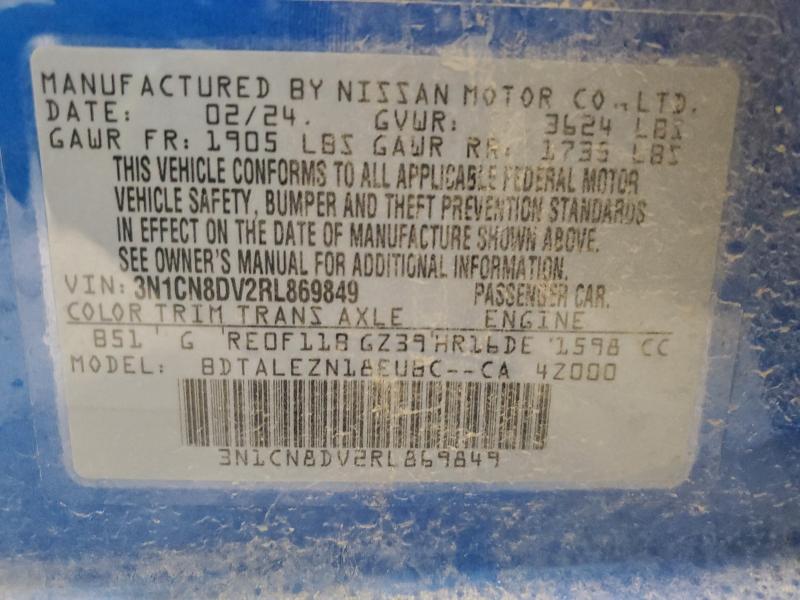 MANUFACTURED BY NISSAN MOTOR CO.,LTD.
DATE: 02/24. GVWR: 3624 LBS
GAWR FR: 1905 LBS GAWR RR: 1735 LBS
THIS VEHICLE CONFORMS TO ALL APPLICABLE FEDERAL MOTOR
VEHICLE SAFETY, BUMPER AND THEFT PREVENTION STANDARDS
IN EFFECT ON THE DATE OF MANUFACTURE SHOWN ABOVE.
SEE OWNER'S MANUAL FOR ADDITIONAL INFORMATION.
VIN: 3N1CN8DV2RL869849 PASSENGER CAR.
COLOR TRIM TRANS AXLE ENGINE
B51 ' G 'RE0F11B GZ39'HR16DE '1598 CC
MODEL: BDTALEZN18EUBC--CA 42000
3N1CN8DV2RL869849